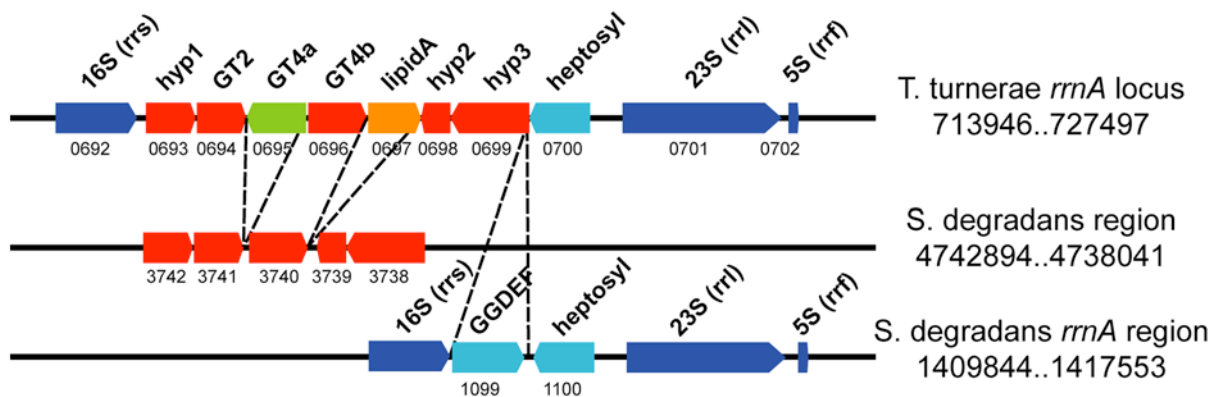 16S (rrs) hyp1 GT2 GT4a GT4b lipidA hyp2 hyp3 heptosyl 23S (rrl) 5S (rrf)
T. turnerae rrnA locus
713946..727497
0692 0693 0694 0695 0696 0697 0698 0699 0700 0701 0702
S. degradans region
4742894..4738041
3742 3741 3740 3739 3738
16S (rrs) GGDEF heptosyl 23S (rrl) 5S (rrf)
S. degradans rrnA region
1409844..1417553
1099 1100